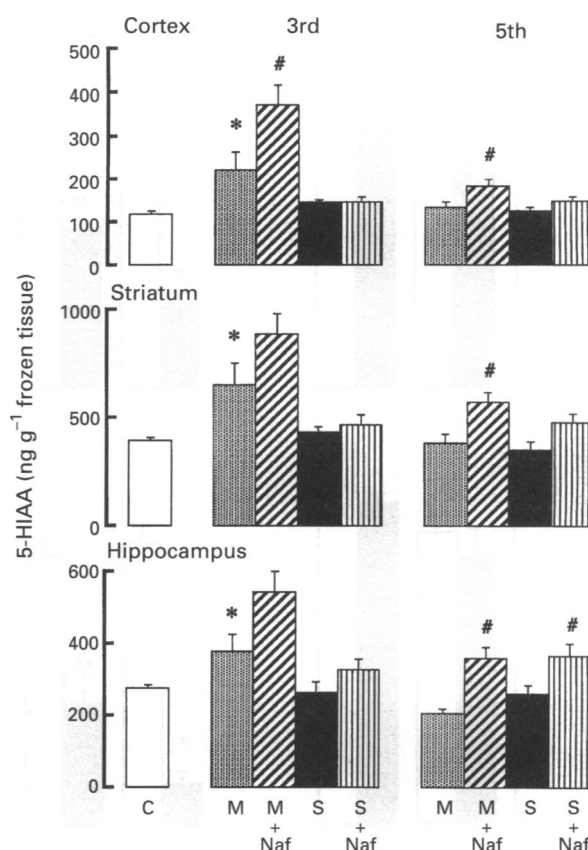 Cortex 3rd 5th
500
400
300
200
100
0
#
*
#
Striatum
1000
500
0
*
#
5-HIAA (ng g⁻¹ frozen tissue)
Hippocampus
600
400
200
0
*
# #
C M M S S M M S S
+ + + +
Naf Naf Naf Naf